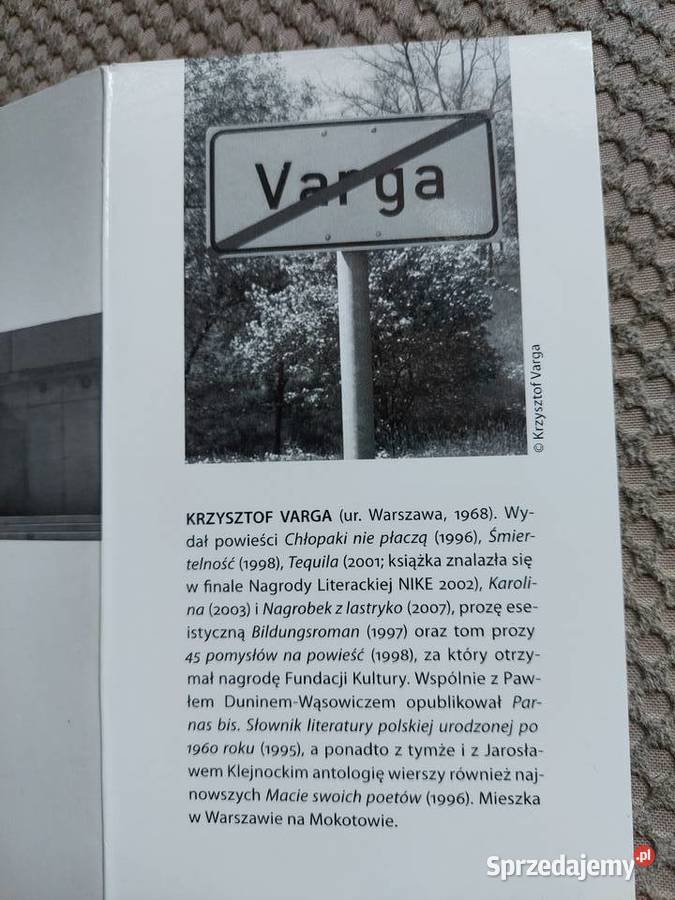 Varga
© Krzysztof Varga
KRZYSZTOF VARGA (ur. Warszawa, 1968). Wy-
dał powieści Chłopaki nie płaczą (1996), Śmier-
telność (1998), Tequila (2001; książka znalazła się
w finale Nagrody Literackiej NIKE 2002), Karoli-
na (2003) i Nagrobek z lastryko (2007), prozę ese-
istyczną Bildungsroman (1997) oraz tom prozy
45 pomysłów na powieść (1998), za który otrzy-
mał nagrodę Fundacji Kultury. Wspólnie z Paw-
łem Duninem-Wąsowiczem opublikował Par-
nas bis. Słownik literatury polskiej urodzonej po
1960 roku (1995), a ponadto z tymże i z Jarosła-
wem Klejnockim antologię wierszy również naj-
nowszych Macie swoich poetów (1996). Mieszka
w Warszawie na Mokotowie.
Sprzedajemy.pl